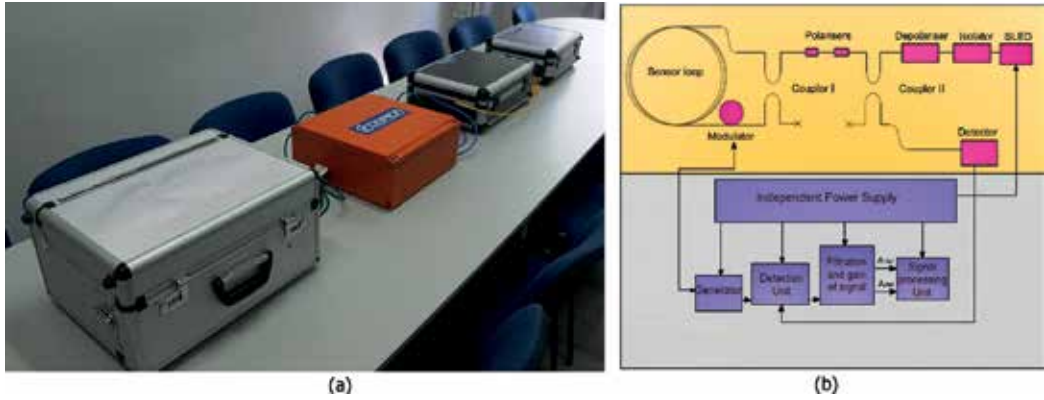 Polarisers
Depolariser
Isolator
SLED
Sensor loop
Coupler I
Coupler II
Modulator
Detector
Independent Power Supply
Generator
Detection
Unit
Filtration
and gain
of signal
Signal
processing
Unit
(a)
(b)